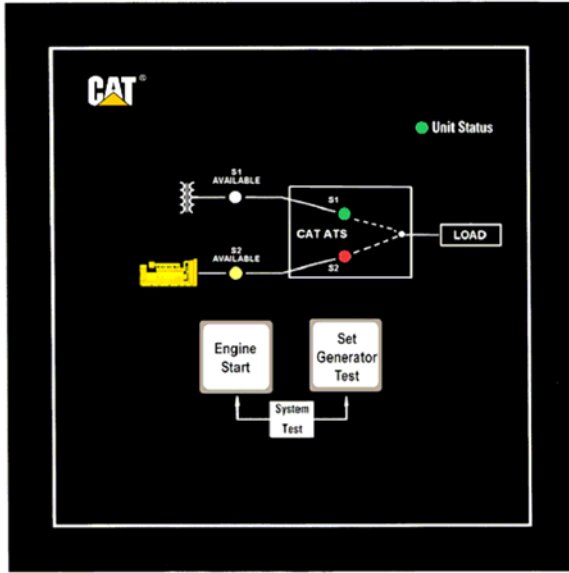 CAT®
Unit Status
S1
AVAILABLE
S1
CAT ATS
LOAD
S2
AVAILABLE
S2
Engine
Start
Set
Generator
Test
System
Test